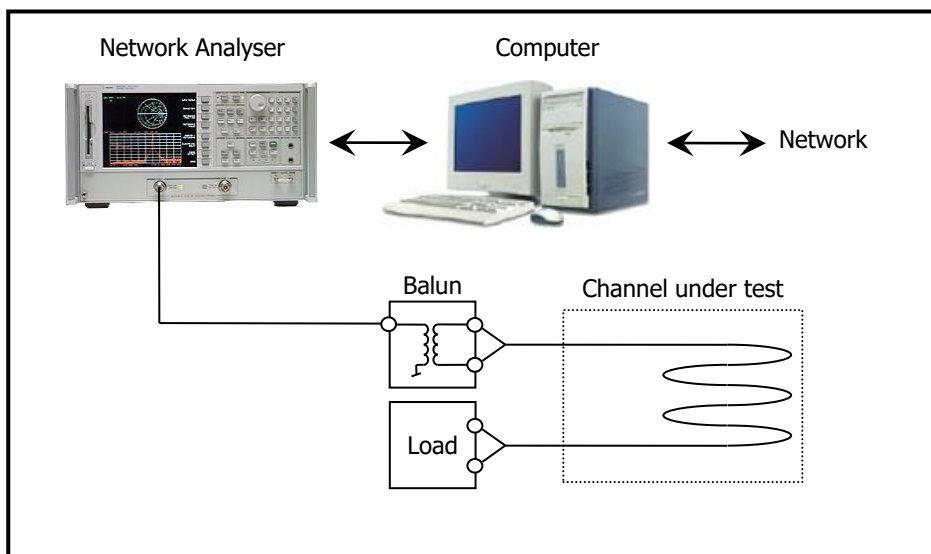 Network Analyser
Computer
Network
Balun
Channel under test
Load